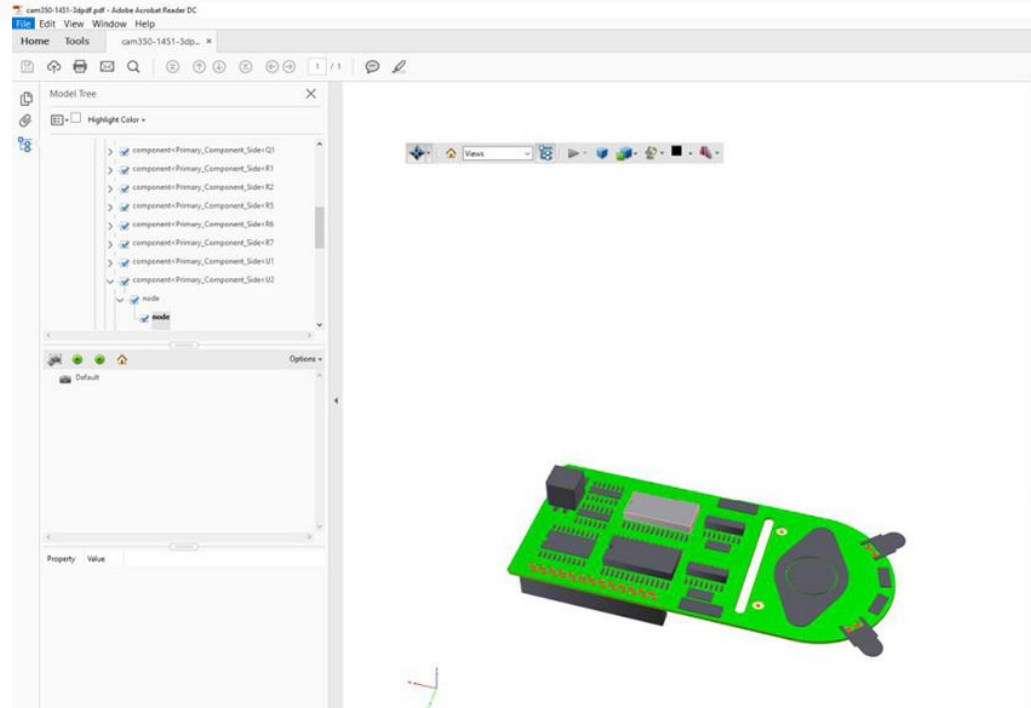 cam350-1451-3dpdf.pdf - Adobe Acrobat Reader DC
File Edit View Window Help
Home Tools cam350-1451-3dp... ×
1 / 1
Model Tree
Highlight Color
component<Primary_Component_Side<Q1
component<Primary_Component_Side<R1
component<Primary_Component_Side<R2
component<Primary_Component_Side<R5
component<Primary_Component_Side<R6
component<Primary_Component_Side<R7
component<Primary_Component_Side<U1
component<Primary_Component_Side<U2
node
node
Options
Default
Property Value
Views